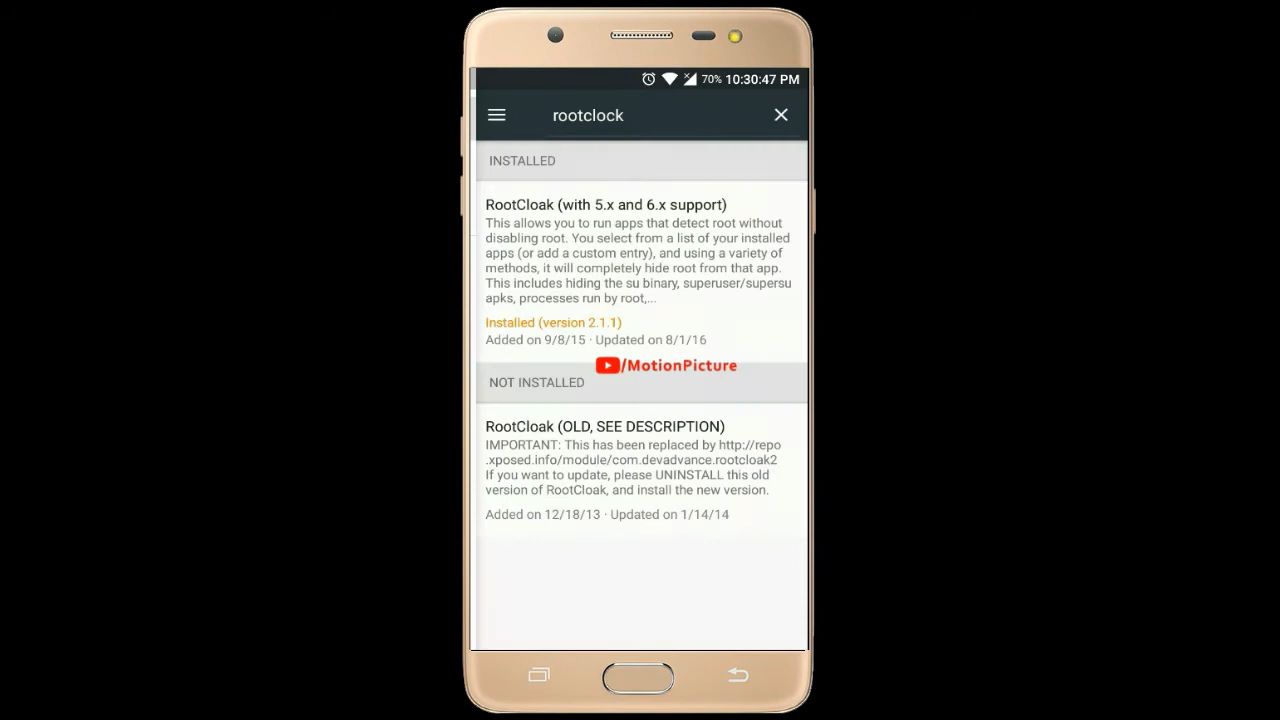 70% 10:30:47 PM
rootclock
INSTALLED
RootCloak (with 5.x and 6.x support)
This allows you to run apps that detect root without
disabling root. You select from a list of your installed
apps (or add a custom entry), and using a variety of
methods, it will completely hide root from that app.
This includes hiding the su binary, superuser/supersu
apks, processes run by root,...
Installed (version 2.1.1)
Added on 9/8/15 · Updated on 8/1/16
/MotionPicture
NOT INSTALLED
RootCloak (OLD, SEE DESCRIPTION)
IMPORTANT: This has been replaced by http://repo
.xposed.info/module/com.devadvance.rootcloak2
If you want to update, please UNINSTALL this old
version of RootCloak, and install the new version.
Added on 12/18/13 · Updated on 1/14/14